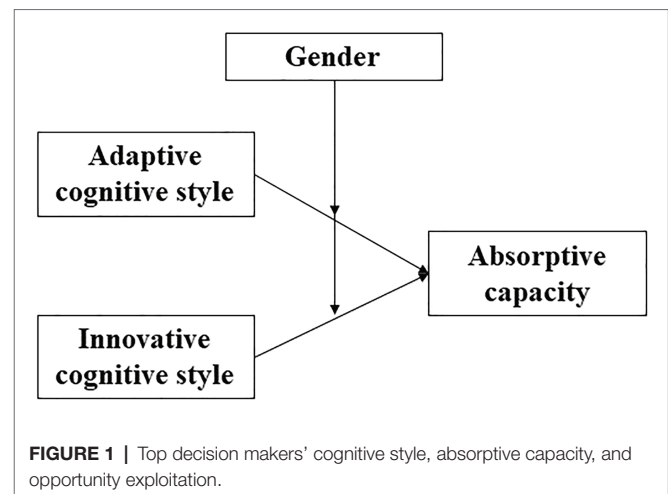 Gender
Adaptive
cognitive style
Absorptive
capacity
Innovative
cognitive style
FIGURE 1 | Top decision makers' cognitive style, absorptive capacity, and
opportunity exploitation.